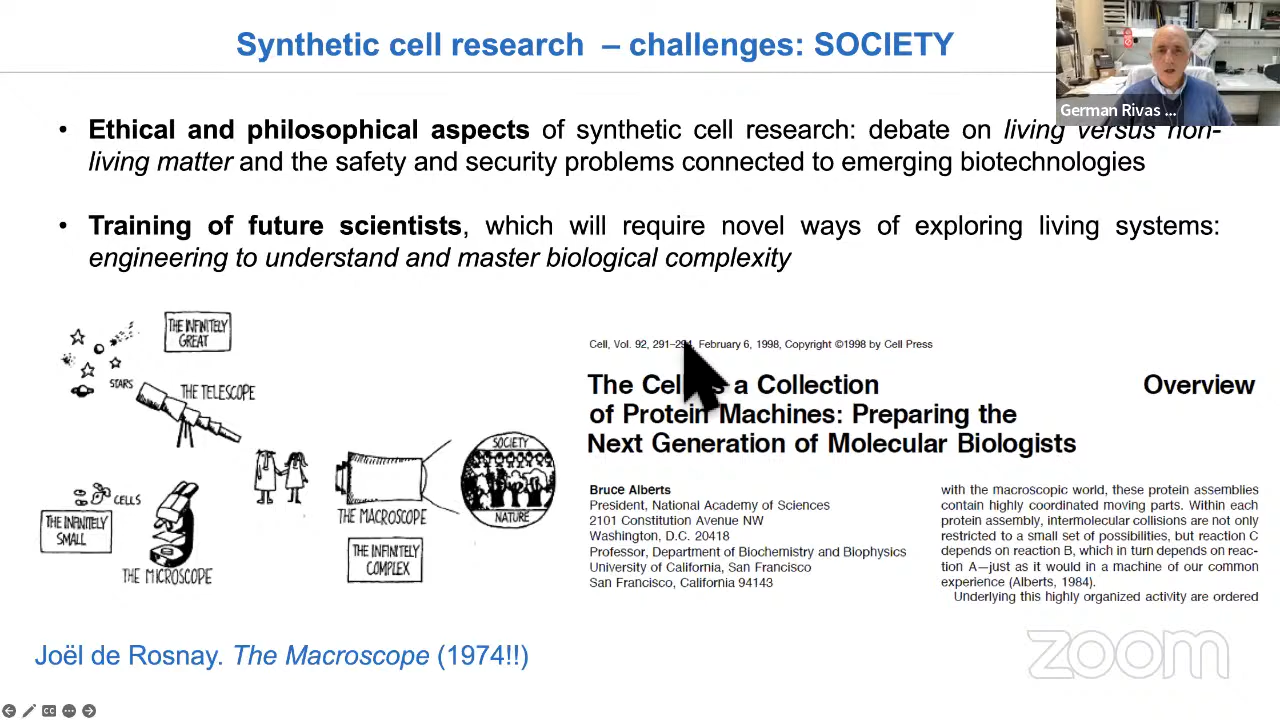 Synthetic cell research – challenges: SOCIETY
German Rivas ...
• Ethical and philosophical aspects of synthetic cell research: debate on living versus non-
living matter and the safety and security problems connected to emerging biotechnologies
• Training of future scientists, which will require novel ways of exploring living systems:
engineering to understand and master biological complexity
THE INFINITELY
GREAT
STARS
THE TELESCOPE
CELLS
THE INFINITELY
SMALL
THE MICROSCOPE
THE MACROSCOPE
THE INFINITELY
COMPLEX
SOCIETY
NATURE
Cell, Vol. 92, 291–294, February 6, 1998, Copyright ©1998 by Cell Press
The Cell as a Collection
of Protein Machines: Preparing the
Next Generation of Molecular Biologists
Overview
Bruce Alberts
President, National Academy of Sciences
2101 Constitution Avenue NW
Washington, D.C. 20418
Professor, Department of Biochemistry and Biophysics
University of California, San Francisco
San Francisco, California 94143
with the macroscopic world, these protein assemblies
contain highly coordinated moving parts. Within each
protein assembly, intermolecular collisions are not only
restricted to a small set of possibilities, but reaction C
depends on reaction B, which in turn depends on reac-
tion A—just as it would in a machine of our common
experience (Alberts, 1984).
Underlying this highly organized activity are ordered
Joël de Rosnay. The Macroscope (1974!!)
zoom
CC